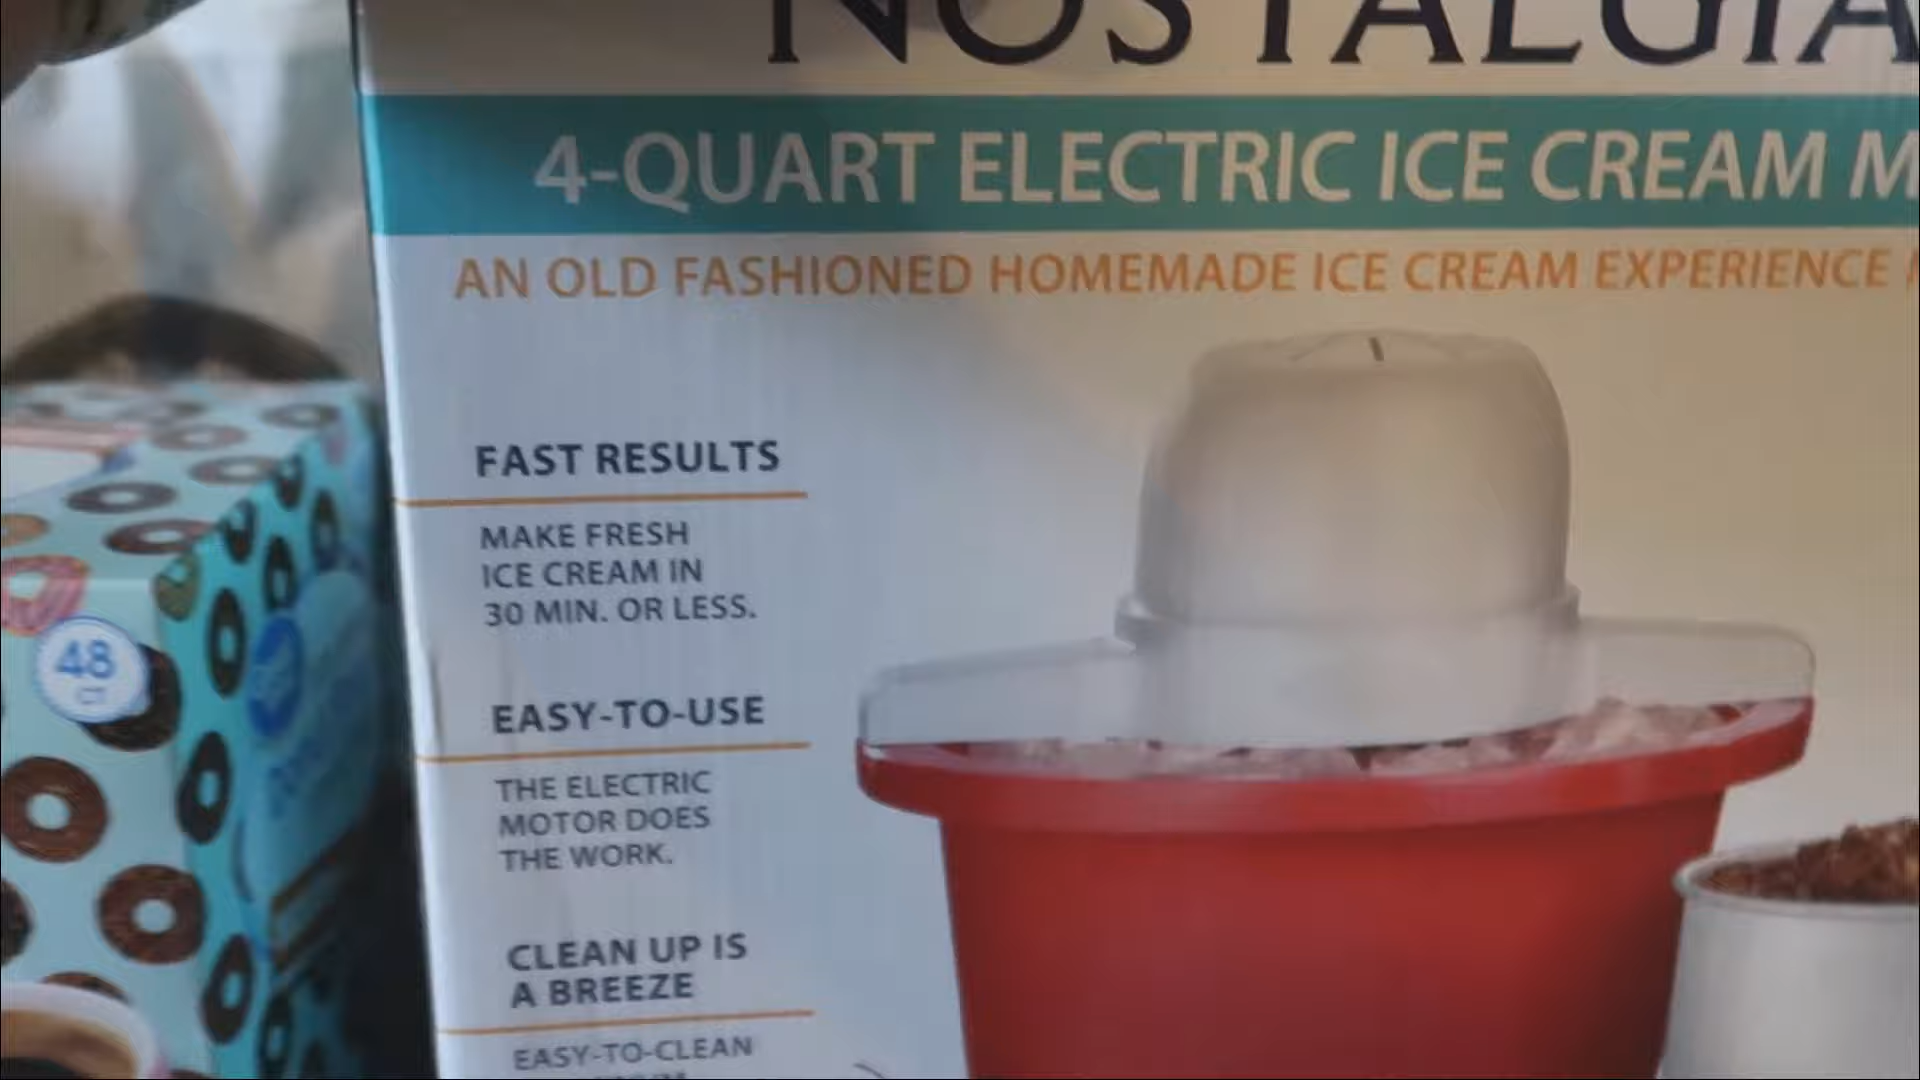 NOSTALGIA
4-QUART ELECTRIC ICE CREAM M
AN OLD FASHIONED HOMEMADE ICE CREAM EXPERIENCE
FAST RESULTS
MAKE FRESH
ICE CREAM IN
30 MIN. OR LESS.
EASY-TO-USE
THE ELECTRIC
MOTOR DOES
THE WORK.
CLEAN UP IS
A BREEZE
EASY-TO-CLEAN
48
CT